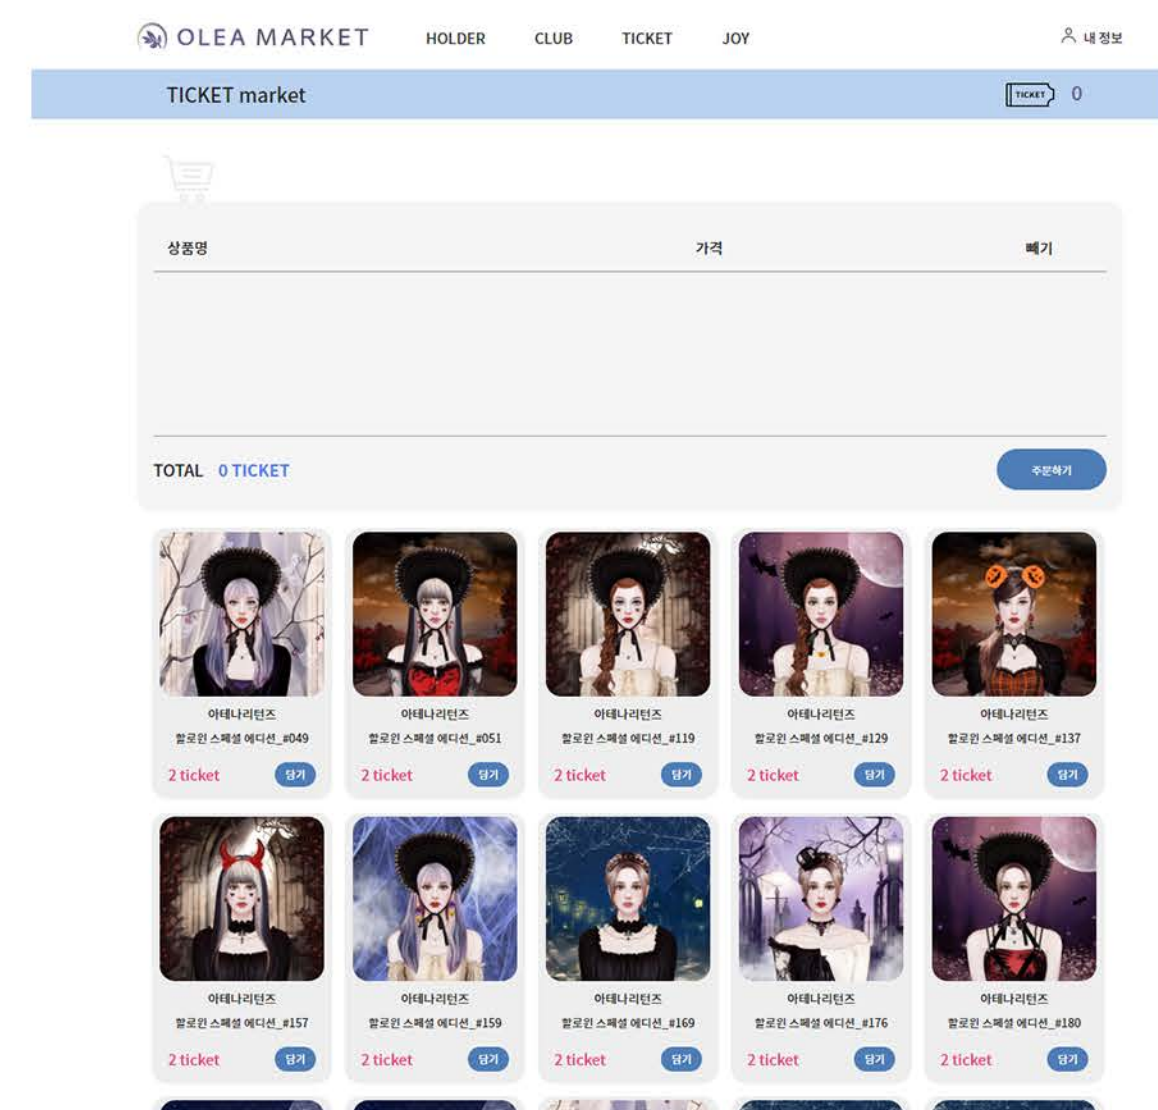 OLEA MARKET HOLDER CLUB TICKET JOY 내 정보
TICKET market TICKET 0
상품명 가격 빼기
TOTAL 0 TICKET 주문하기
아테나리턴즈 아테나리턴즈 아테나리턴즈 아테나리턴즈 아테나리턴즈
할로윈 스페셜 에디션_#049 할로윈 스페셜 에디션_#051 할로윈 스페셜 에디션_#119 할로윈 스페셜 에디션_#129 할로윈 스페셜 에디션_#137
2 ticket 담기 2 ticket 담기 2 ticket 담기 2 ticket 담기 2 ticket 담기
아테나리턴즈 아테나리턴즈 아테나리턴즈 아테나리턴즈 아테나리턴즈
할로윈 스페셜 에디션_#157 할로윈 스페셜 에디션_#159 할로윈 스페셜 에디션_#169 할로윈 스페셜 에디션_#176 할로윈 스페셜 에디션_#180
2 ticket 담기 2 ticket 담기 2 ticket 담기 2 ticket 담기 2 ticket 담기